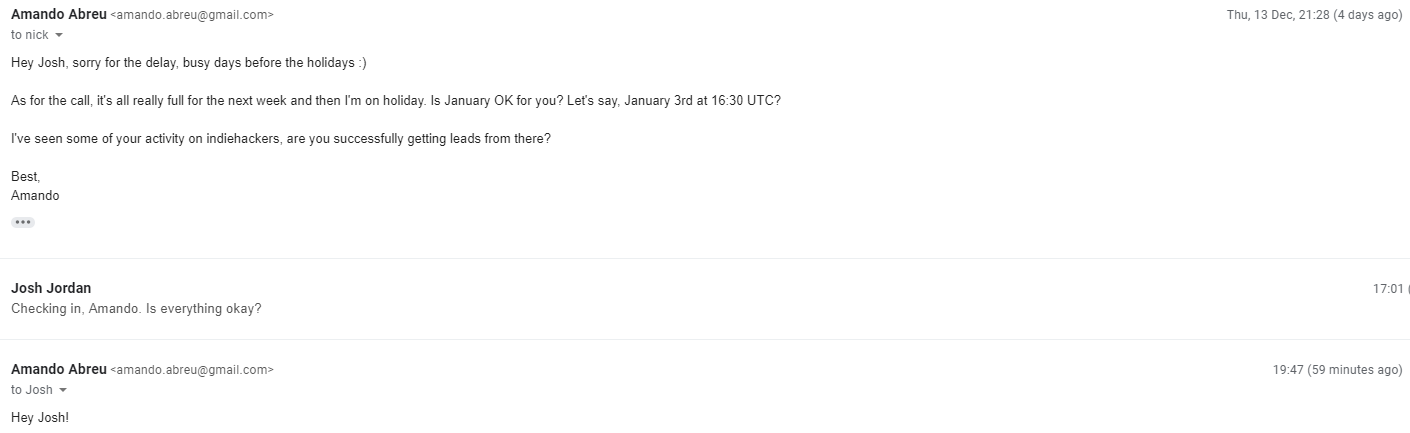 Amando Abreu <amando.abreu@gmail.com> Thu, 13 Dec, 21:28 (4 days ago)
to nick
Hey Josh, sorry for the delay, busy days before the holidays :)
As for the call, it's all really full for the next week and then I'm on holiday. Is January OK for you? Let's say, January 3rd at 16:30 UTC?
I've seen some of your activity on indiehackers, are you successfully getting leads from there?
Best,
Amando
Josh Jordan 17:01 (
Checking in, Amando. Is everything okay?
Amando Abreu <amando.abreu@gmail.com> 19:47 (59 minutes ago)
to Josh
Hey Josh!